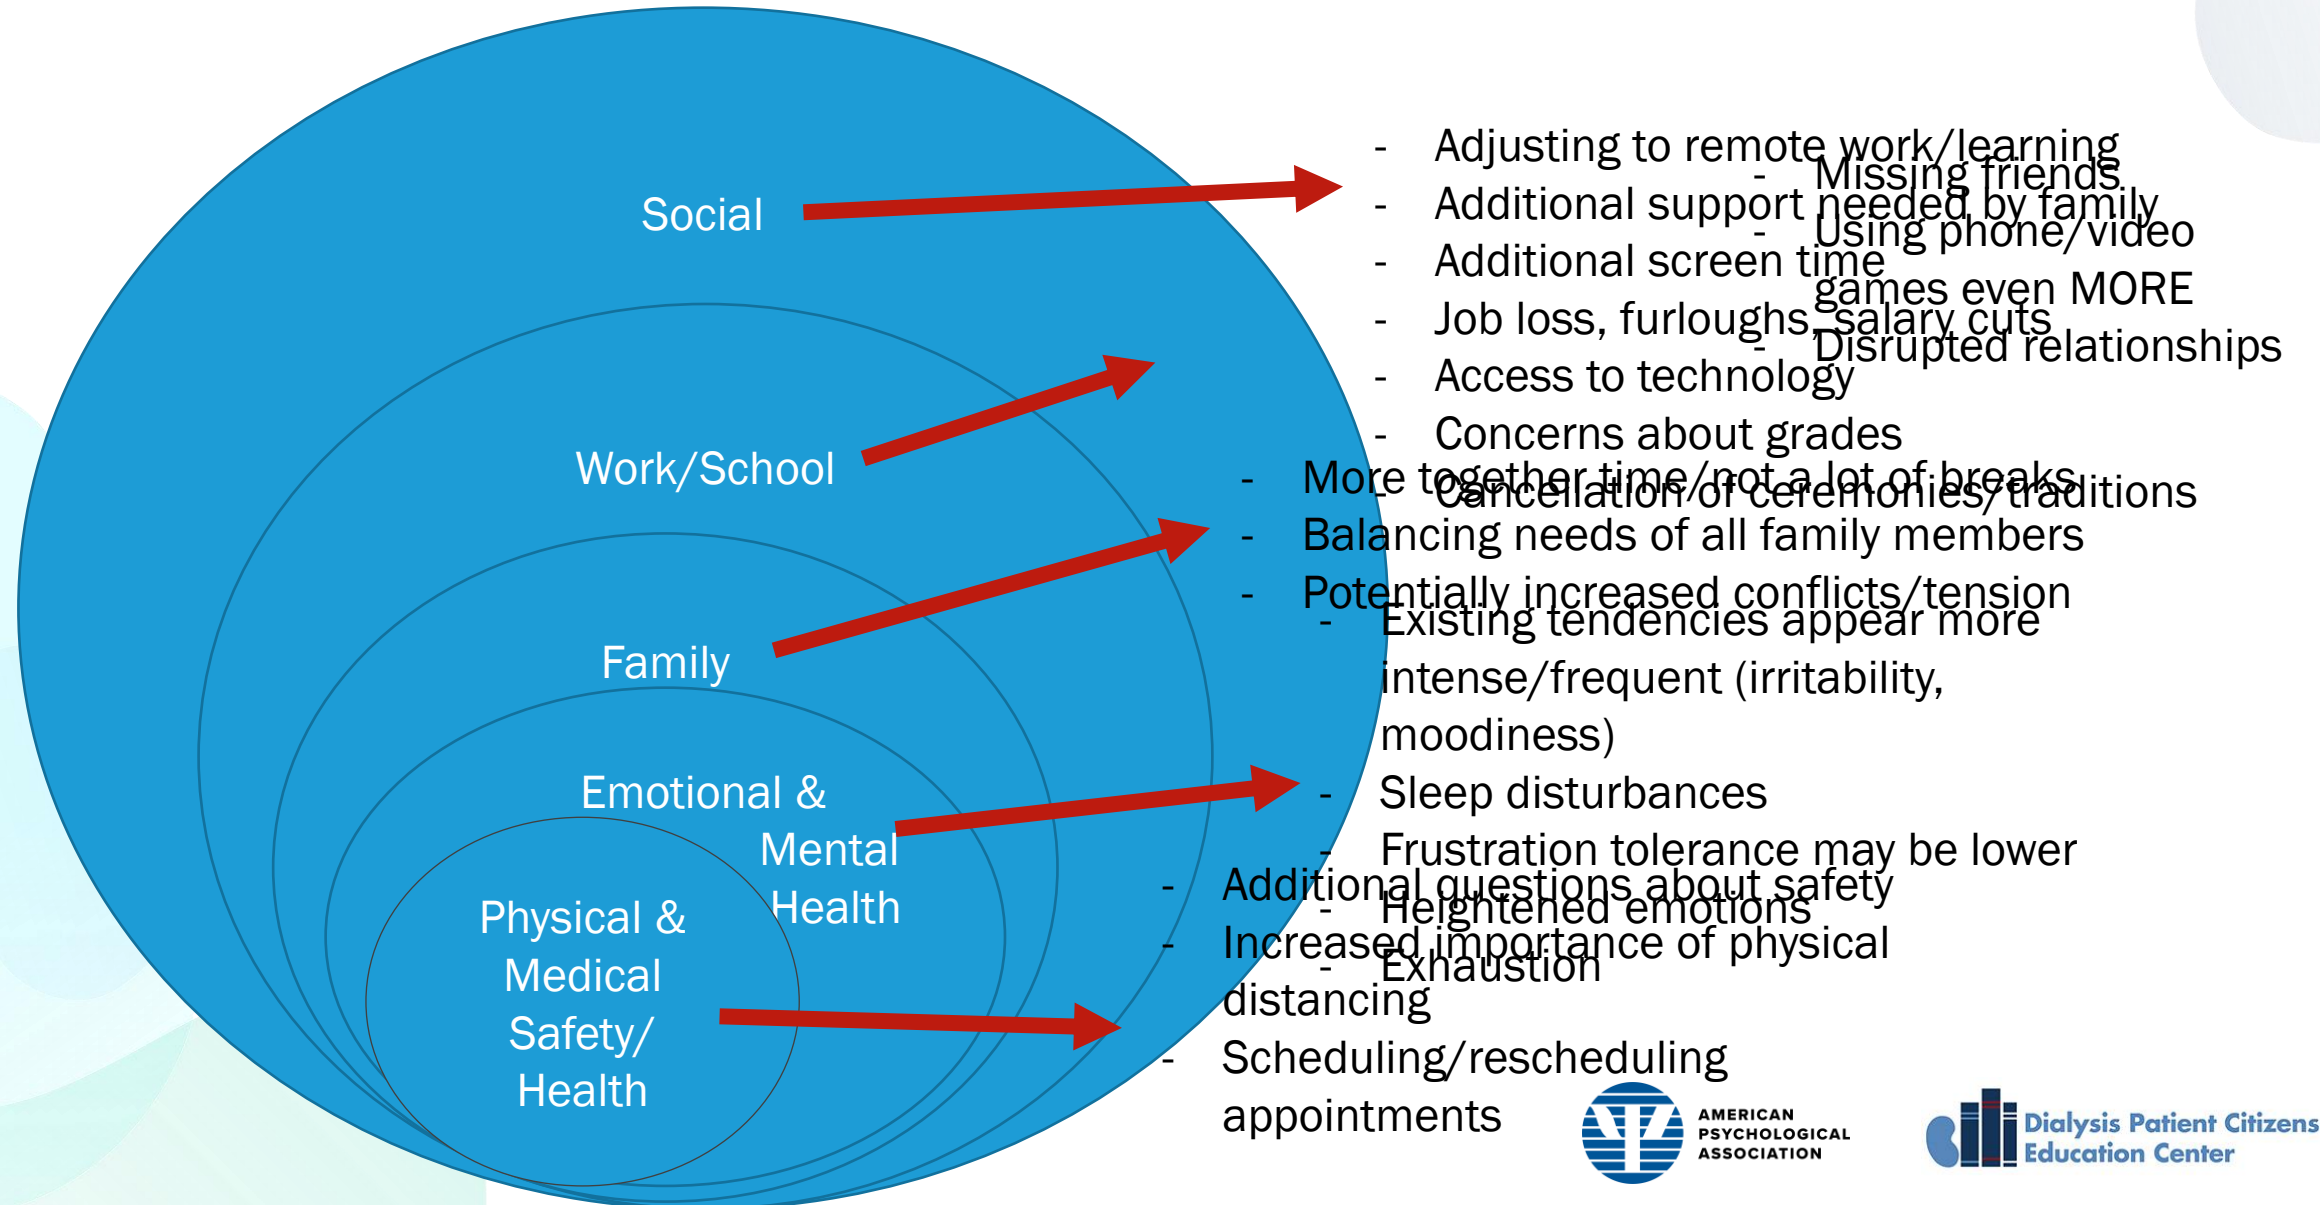 Social
- Missing friends
- Using phone/video
games even MORE
- Disrupted relationships
Work/School
- Adjusting to remote work/learning
- Additional support needed by family
- Additional screen time
- Job loss, furloughs, salary cuts
- Access to technology
- Concerns about grades
- Cancellation of ceremonies/traditions
Family
- More together time/not a lot of breaks
- Balancing needs of all family members
- Potentially increased conflicts/tension
Emotional &
Mental
Health
- Existing tendencies appear more
intense/frequent (irritability,
moodiness)
- Sleep disturbances
- Frustration tolerance may be lower
- Heightened emotions
- Exhaustion
Physical &
Medical
Safety/
Health
- Additional questions about safety
- Increased importance of physical
distancing
- Scheduling/rescheduling
appointments
AMERICAN
PSYCHOLOGICAL
ASSOCIATION
Dialysis Patient Citizens
Education Center